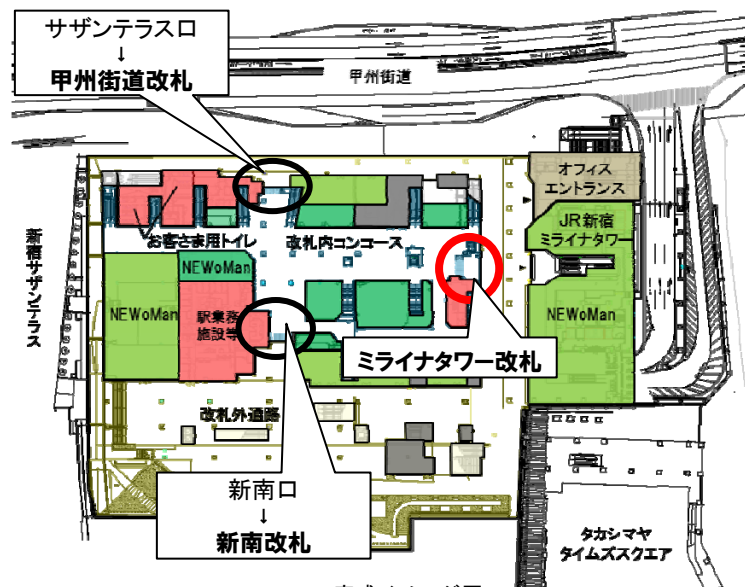 サザンテラス口
↓
甲州街道改札
甲州街道
オフィス
エントランス
JR新宿
ミライナタワー
お客さま用トイレ
改札内コンコース
新宿サザンテラス
NEWoMan
NEWoMan
駅業務
施設等
NEWoMan
ミライナタワー改札
改札外通路
新南口
↓
新南改札
タカシマヤ
タイムズスクエア